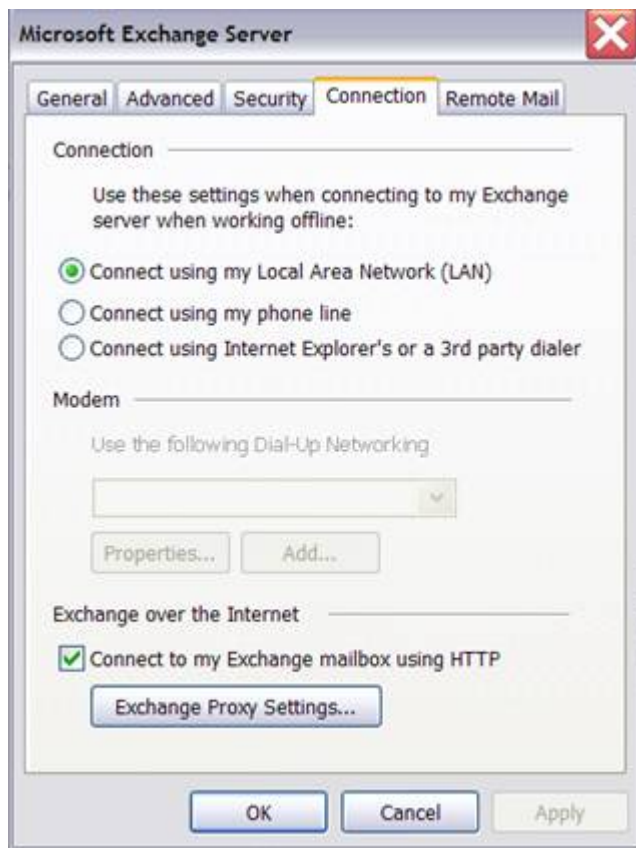 Microsoft Exchange Server
General Advanced Security Connection Remote Mail
Connection
Use these settings when connecting to my Exchange
server when working offline:
Connect using my Local Area Network (LAN)
Connect using my phone line
Connect using Internet Explorer's or a 3rd party dialer
Modem
Use the following Dial-Up Networking
Properties... Add...
Exchange over the Internet
Connect to my Exchange mailbox using HTTP
Exchange Proxy Settings...
OK Cancel Apply